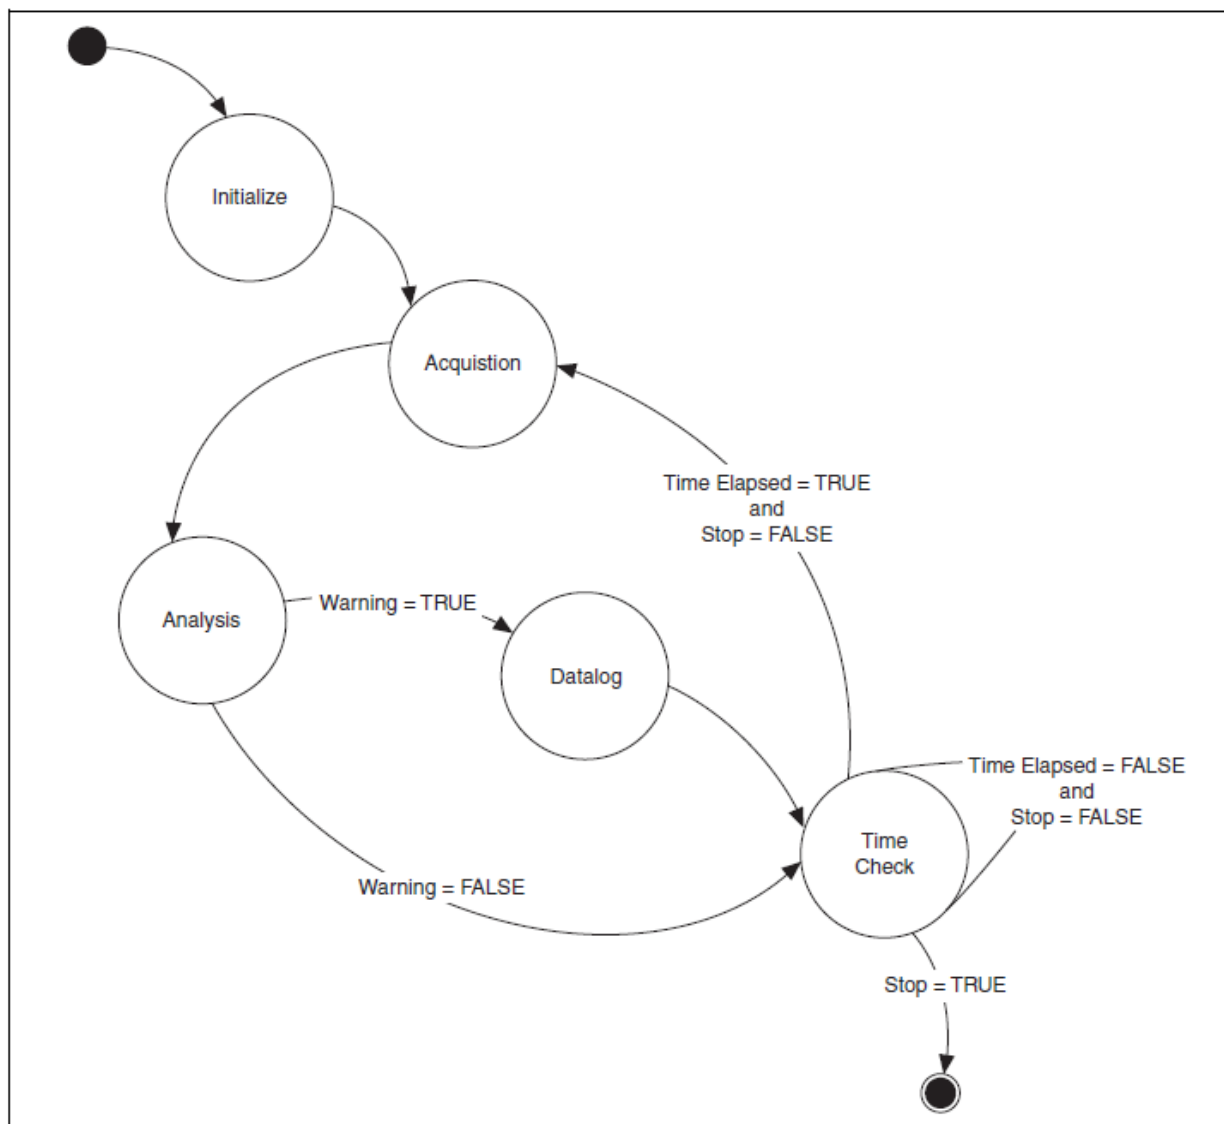 Initialize
Acquistion
Time Elapsed = TRUE
and
Stop = FALSE
Analysis
Warning = TRUE
Datalog
Time Elapsed = FALSE
and
Stop = FALSE
Time
Check
Warning = FALSE
Stop = TRUE